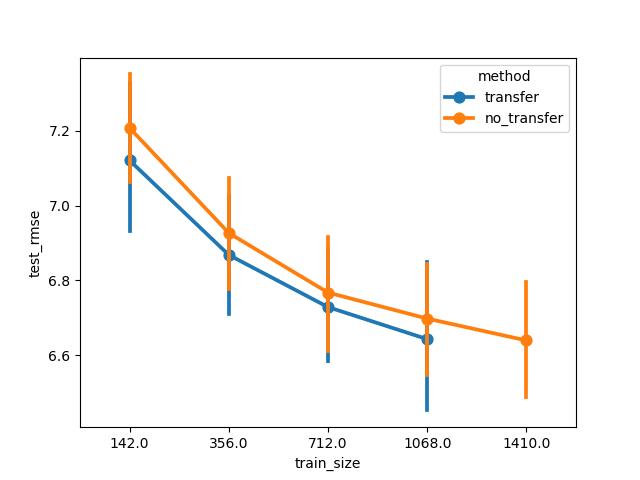 method
transfer
no_transfer
7.2
7.0
6.8
6.6
test_rmse
142.0 356.0 712.0 1068.0 1410.0
train_size